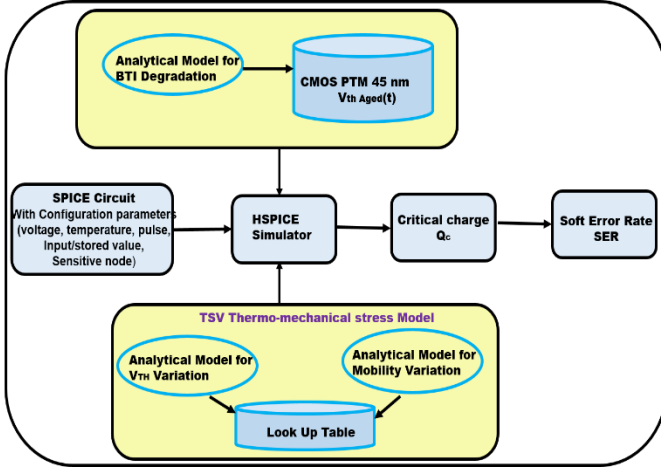 Analytical Model for
BTI Degradation
CMOS PTM 45 nm
Vth Aged(t)
SPICE Circuit
With Configuration parameters
(voltage, temperature, pulse,
Input/stored value,
Sensitive node)
HSPICE
Simulator
Critical charge
Qc
Soft Error Rate
SER
TSV Thermo-mechanical stress Model
Analytical Model for
VTH Variation
Analytical Model for
Mobility Variation
Look Up Table